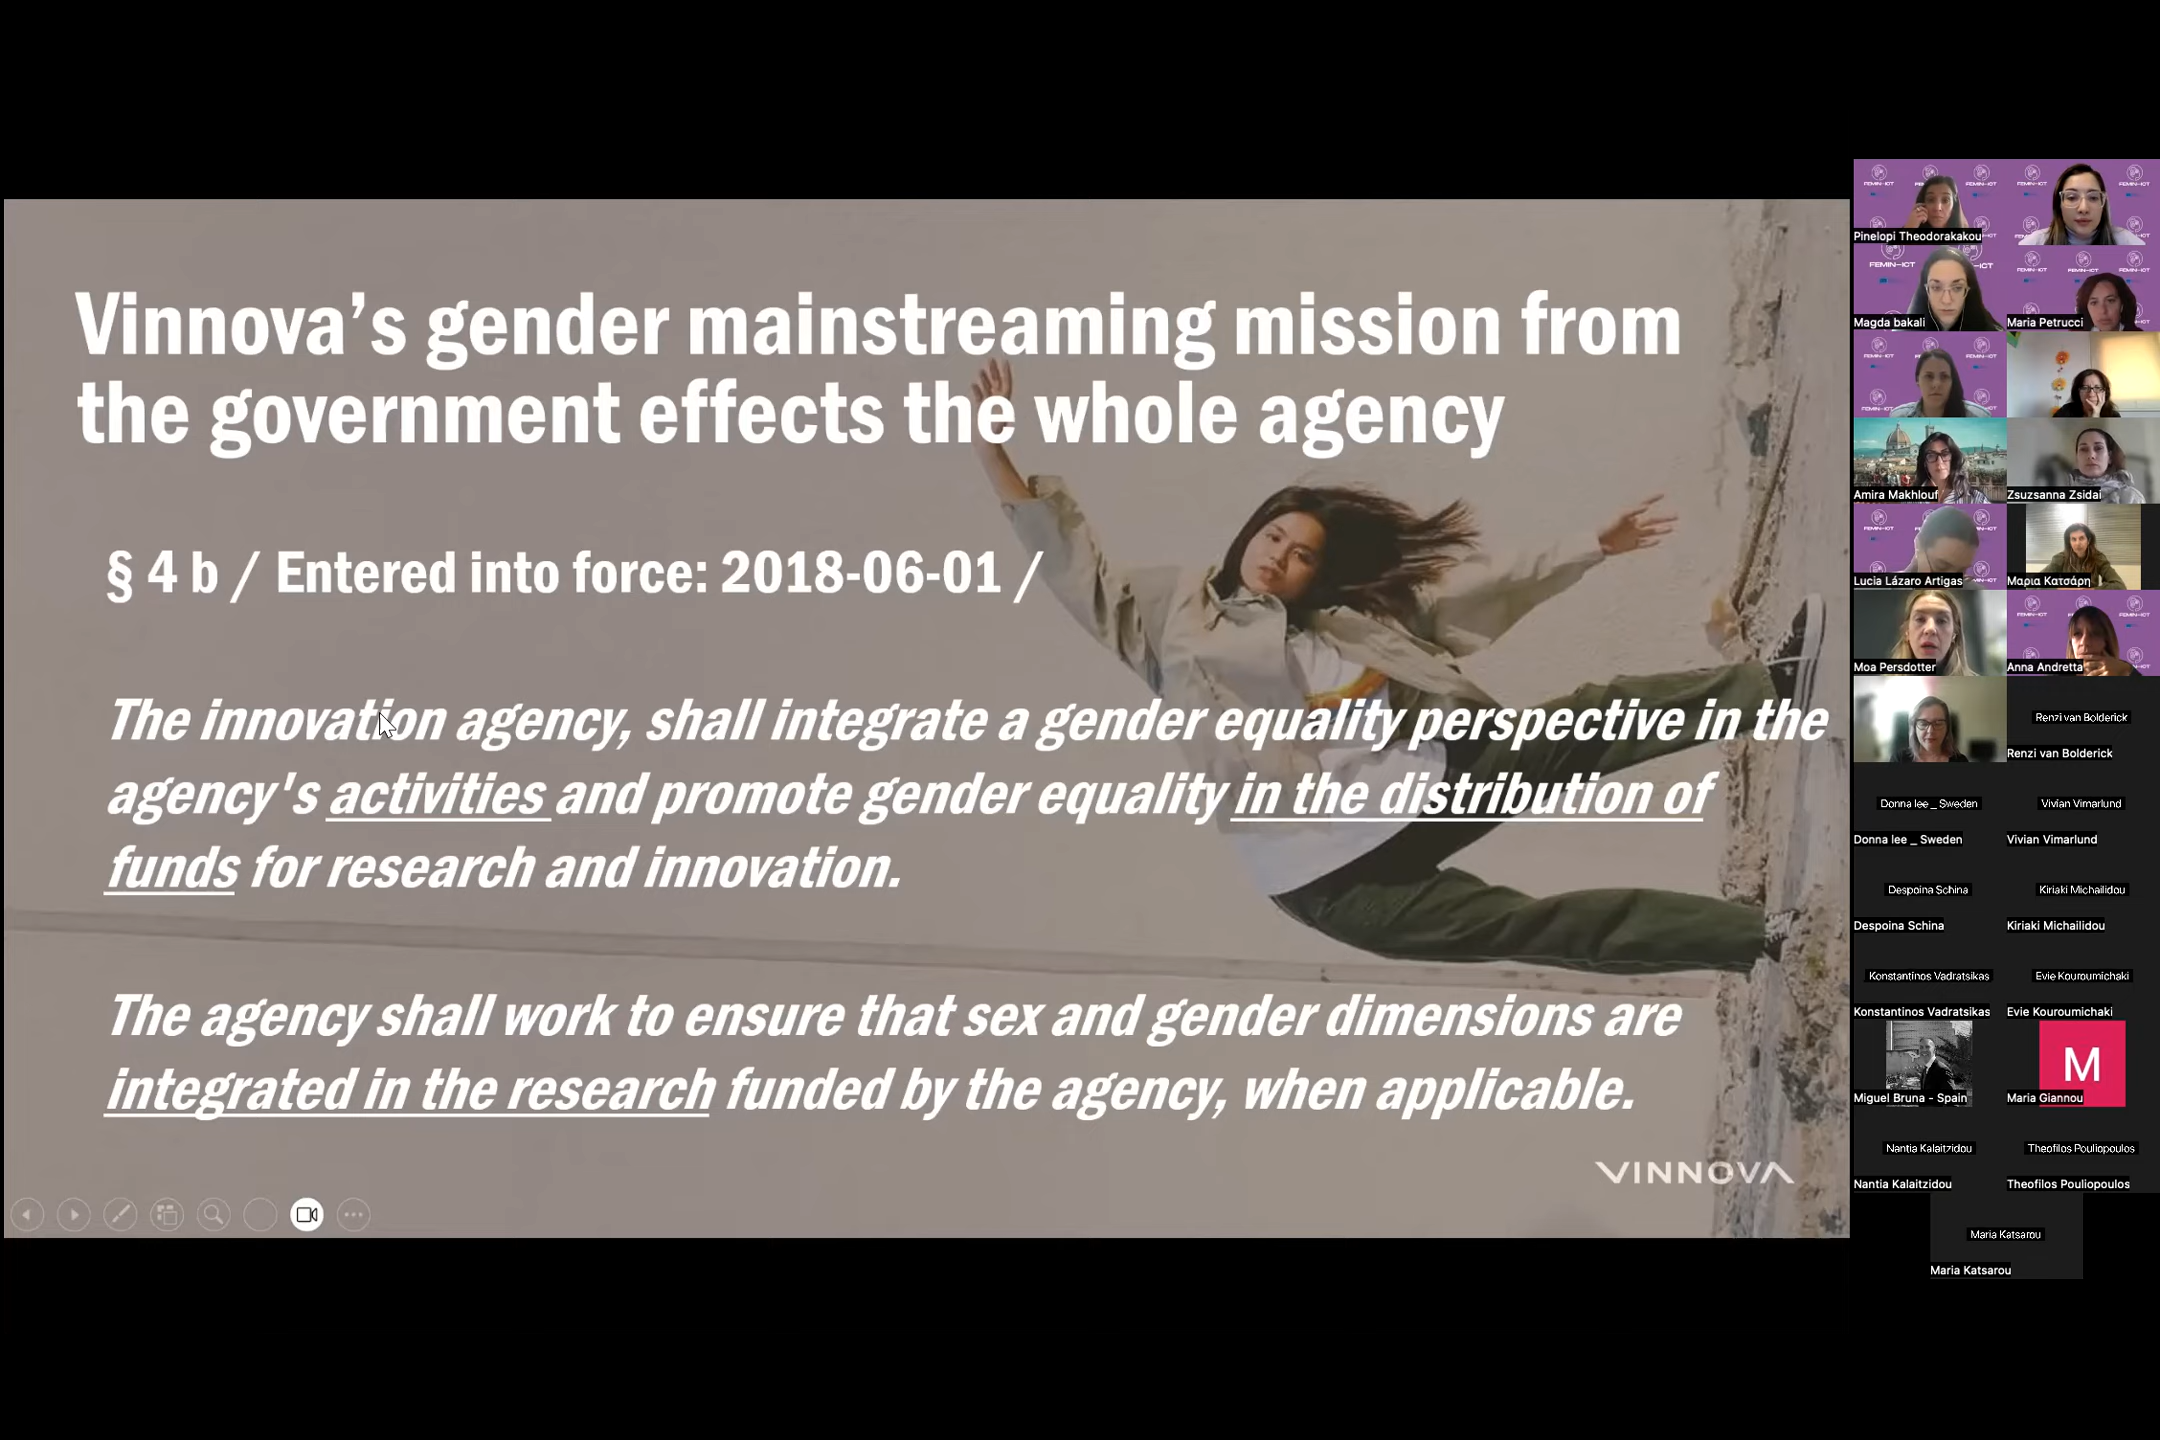 Vinnova’s gender mainstreaming mission from
the government effects the whole agency
§ 4 b / Entered into force: 2018-06-01 /
The innovation agency, shall integrate a gender equality perspective in the
agency's activities and promote gender equality in the distribution of
funds for research and innovation.
The agency shall work to ensure that sex and gender dimensions are
integrated in the research funded by the agency, when applicable.
VINNOVA
FEMIN-ICT
Pinelopi Theodorakakou
Magda bakali
Maria Petrucci
Amira Makhlouf
Zsuzsanna Zsidai
Lucia Lázaro Artigas
Μαρια Κατσάρη
Moa Persdotter
Anna Andretta
Renzi van Bolderick
Renzi van Bolderick
Donna lee _ Sweden
Vivian Vimarlund
Donna lee _ Sweden
Vivian Vimarlund
Despoina Schina
Kiriaki Michailidou
Despoina Schina
Kiriaki Michailidou
Konstantinos Vadratsikas
Evie Kouroumichaki
Konstantinos Vadratsikas
Evie Kouroumichaki
M
Miguel Bruna - Spain
Maria Giannou
Nantia Kalaitzidou
Theofilos Pouliopoulos
Nantia Kalaitzidou
Theofilos Pouliopoulos
Maria Katsarou
Maria Katsarou